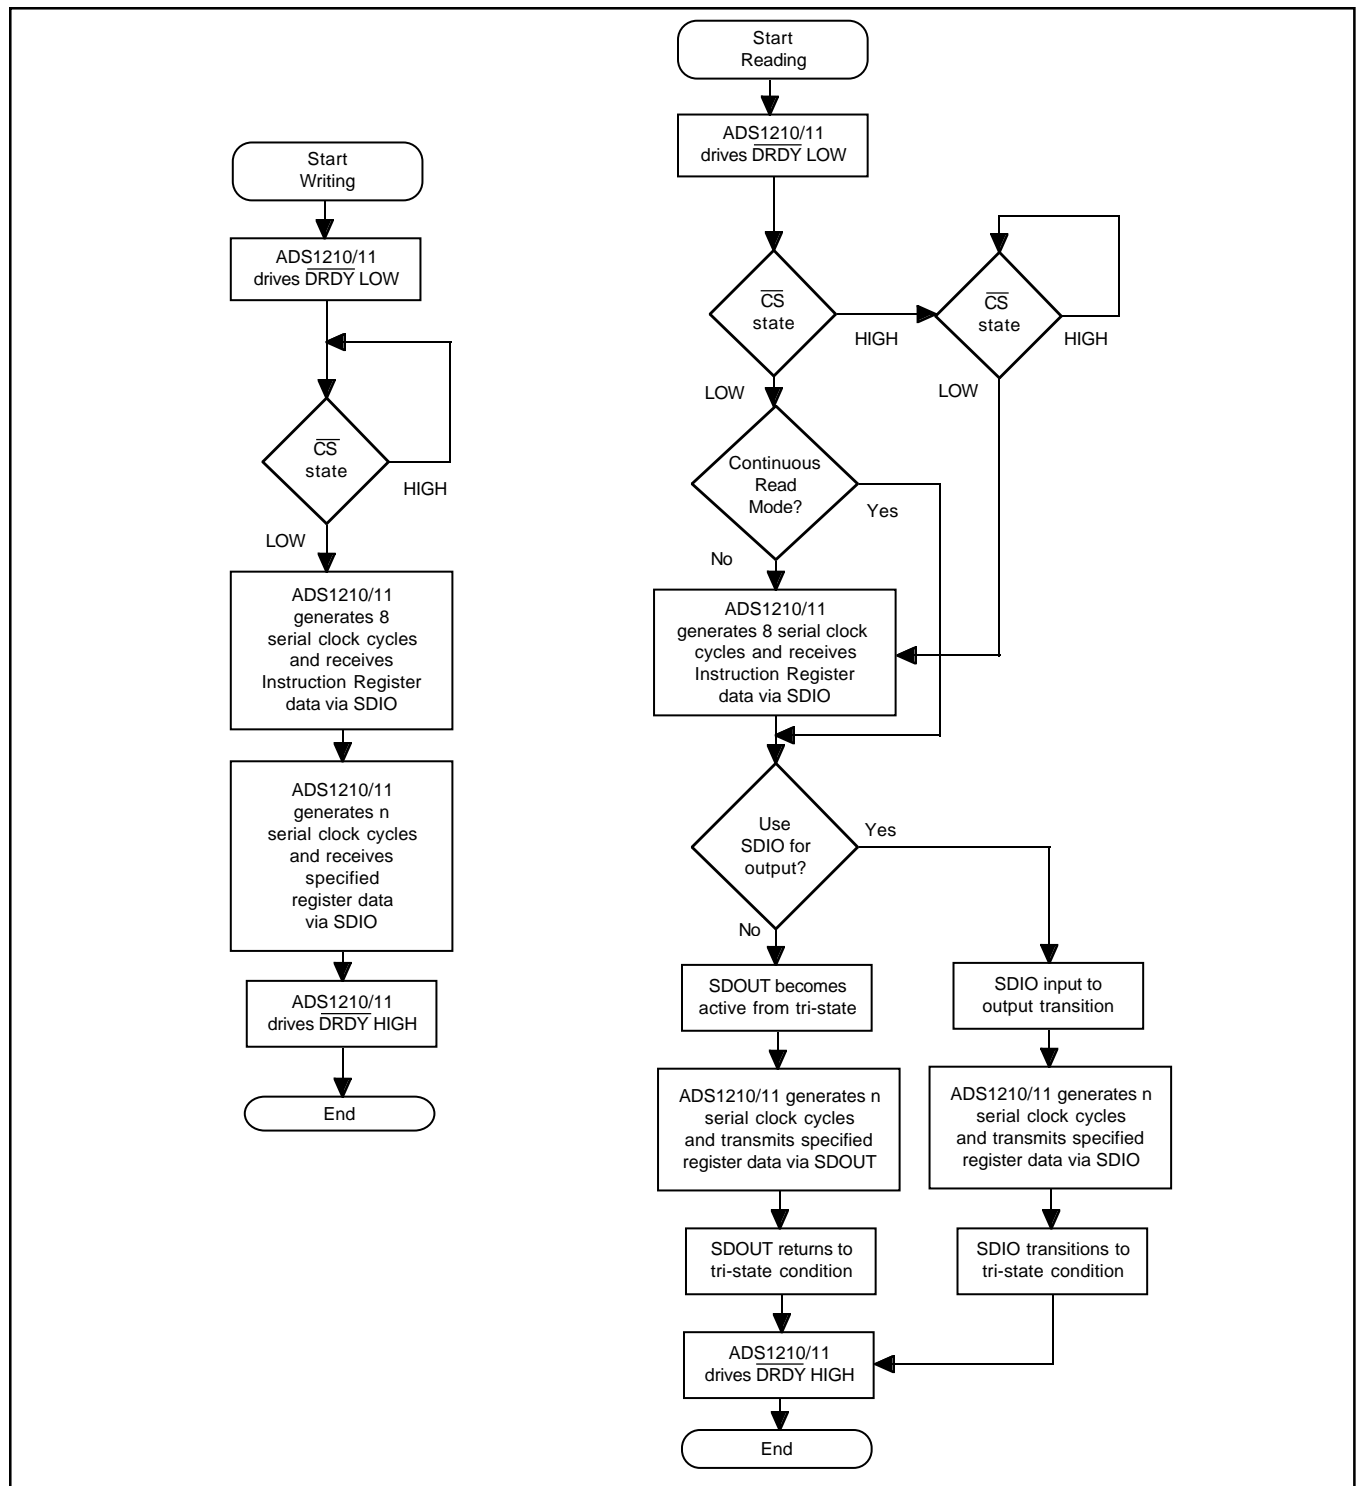 Start
Writing
ADS1210/11
drives DRDY LOW
CS
state
HIGH
LOW
ADS1210/11
generates 8
serial clock cycles
and receives
Instruction Register
data via SDIO
ADS1210/11
generates n
serial clock cycles
and receives
specified
register data
via SDIO
ADS1210/11
drives DRDY HIGH
End
Start
Reading
ADS1210/11
drives DRDY LOW
CS
state
HIGH
LOW
CS
state
HIGH
LOW
Continuous
Read
Mode?
Yes
No
ADS1210/11
generates 8 serial clock
cycles and receives
Instruction Register
data via SDIO
Use
SDIO for
output?
Yes
No
SDOUT becomes
active from tri-state
ADS1210/11 generates n
serial clock cycles
and transmits specified
register data via SDOUT
SDOUT returns to
tri-state condition
SDIO input to
output transition
ADS1210/11 generates n
serial clock cycles
and transmits specified
register data via SDIO
SDIO transitions to
tri-state condition
ADS1210/11
drives DRDY HIGH
End